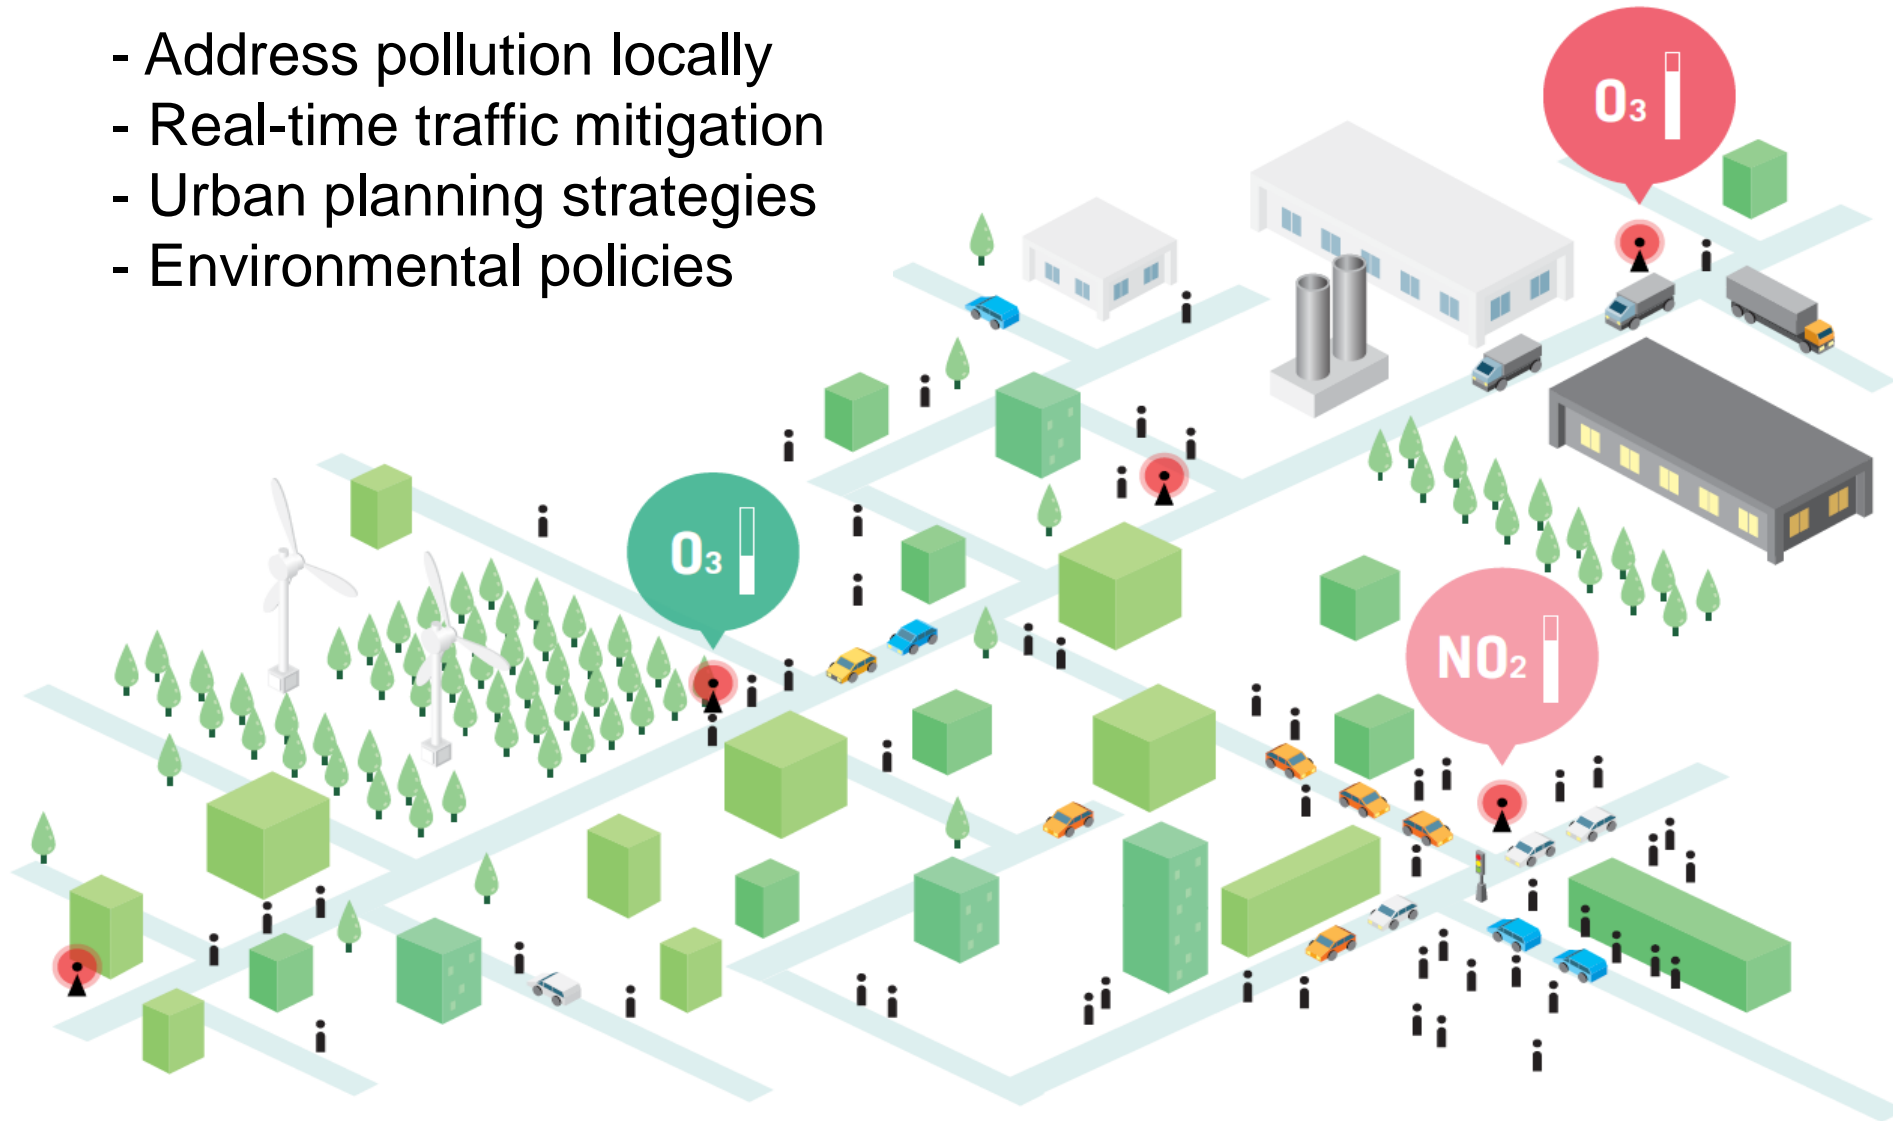 - Address pollution locally
- Real-time traffic mitigation
- Urban planning strategies
- Environmental policies
O3
O3
NO2